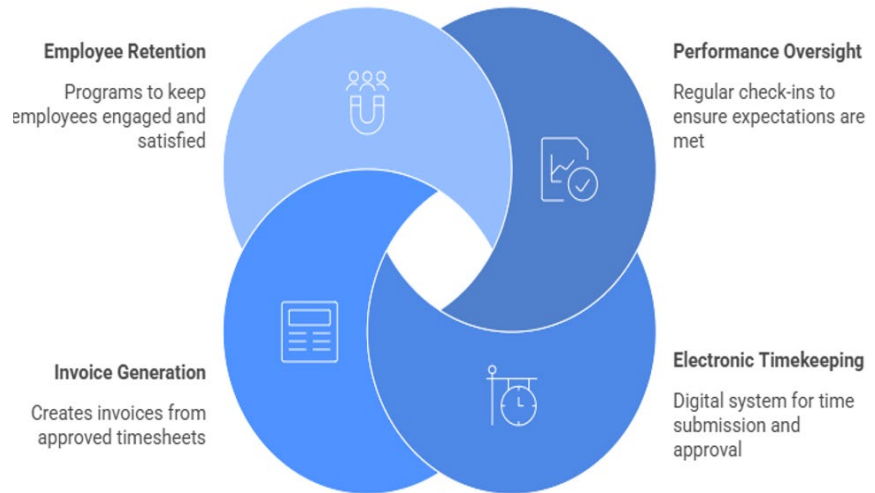 Employee Retention
Programs to keep
employees engaged and
satisfied
Performance Oversight
Regular check-ins to
ensure expectations are
met
Invoice Generation
Creates invoices from
approved timesheets
Electronic Timekeeping
Digital system for time
submission and
approval